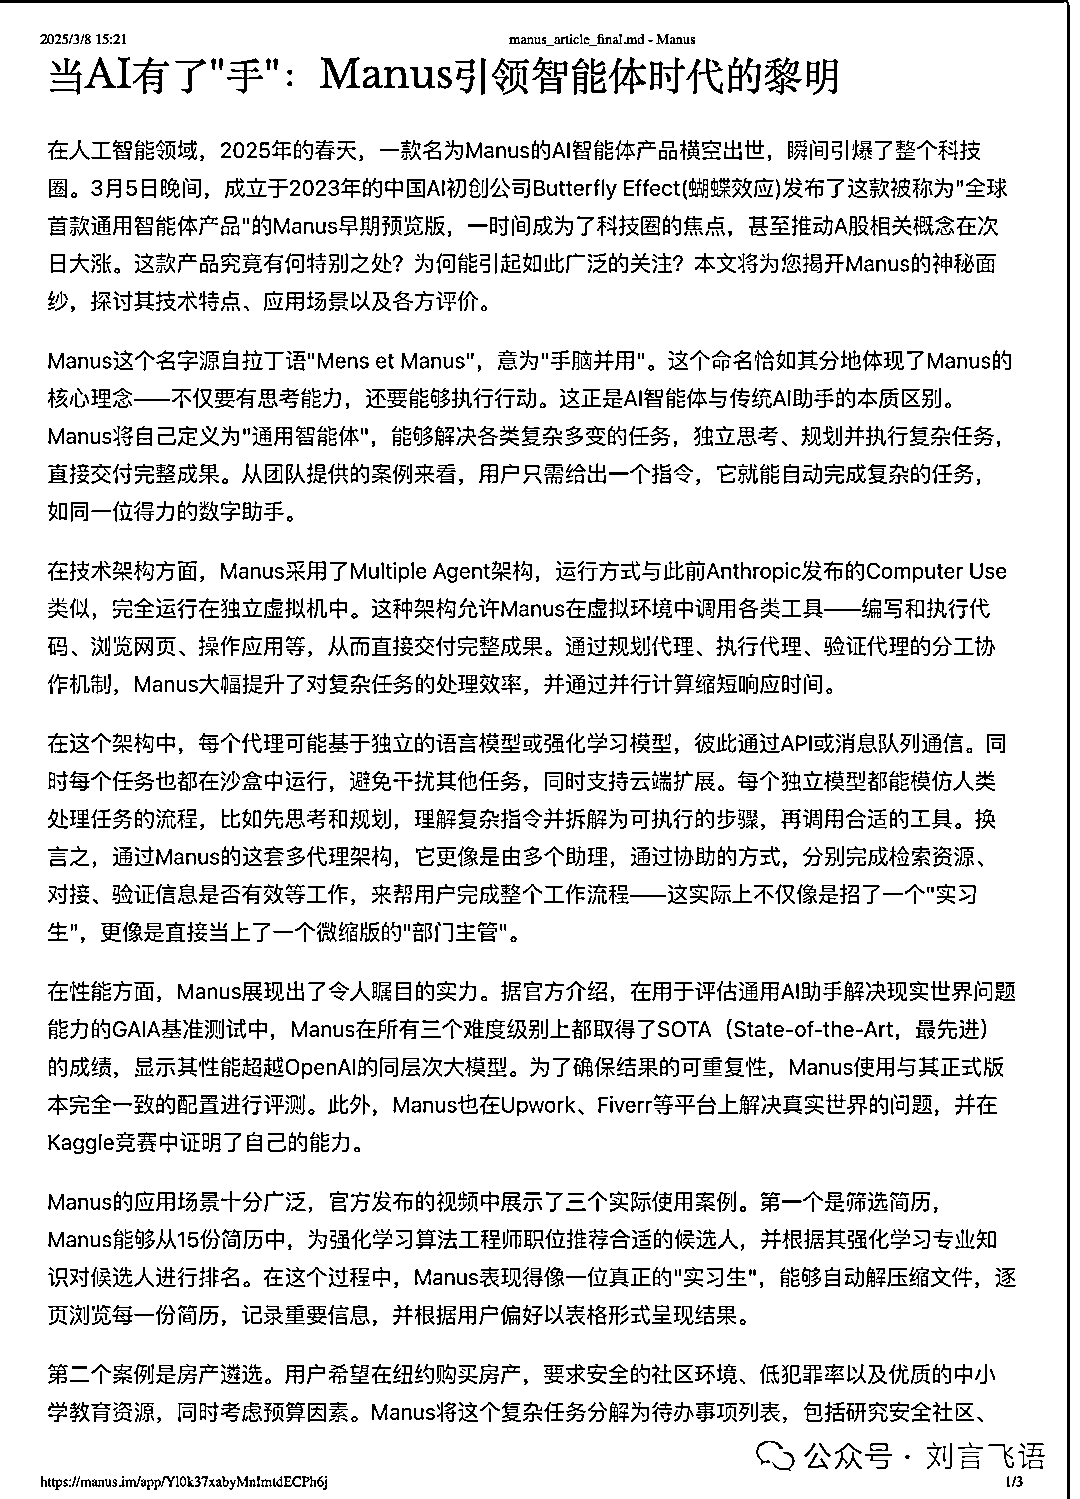 2025/3/8 15:21
manus_article_final.md - Manus
当AI有了"手"：Manus引领智能体时代的黎明
在人工智能领域，2025年的春天，一款名为Manus的AI智能体产品横空出世，瞬间引爆了整个科技
圈。3月5日晚间，成立于2023年的中国AI初创公司Butterfly Effect(蝴蝶效应)发布了这款被称为"全球
首款通用智能体产品"的Manus早期预览版，一时间成为了科技圈的焦点，甚至推动A股相关概念在次
日大涨。这款产品究竟有何特别之处？为何能引起如此广泛的关注？本文将为您揭开Manus的神秘面
纱，探讨其技术特点、应用场景以及各方评价。
Manus这个名字源自拉丁语"Mens et Manus"，意为"手脑并用"。这个命名恰如其分地体现了Manus的
核心理念——不仅要有思考能力，还要能够执行行动。这正是AI智能体与传统AI助手的本质区别。
Manus将自己定义为"通用智能体"，能够解决各类复杂多变的任务，独立思考、规划并执行复杂任务，
直接交付完整成果。从团队提供的案例来看，用户只需给出一个指令，它就能自动完成复杂的任务，
如同一位得力的数字助手。
在技术架构方面，Manus采用了Multiple Agent架构，运行方式与此前Anthropic发布的Computer Use
类似，完全运行在独立虚拟机中。这种架构允许Manus在虚拟环境中调用各类工具——编写和执行代
码、浏览网页、操作应用等，从而直接交付完整成果。通过规划代理、执行代理、验证代理的分工协
作机制，Manus大幅提升了对复杂任务的处理效率，并通过并行计算缩短响应时间。
在这个架构中，每个代理可能基于独立的语言模型或强化学习模型，彼此通过API或消息队列通信。同
时每个任务也都在沙盒中运行，避免干扰其他任务，同时支持云端扩展。每个独立模型都能模仿人类
处理任务的流程，比如先思考和规划，理解复杂指令并拆解为可执行的步骤，再调用合适的工具。换
言之，通过Manus的这套多代理架构，它更像是由多个助理，通过协助的方式，分别完成检索资源、
对接、验证信息是否有效等工作，来帮用户完成整个工作流程——这实际上不仅像是招了一个"实习
生"，更像是直接当上了一个微缩版的"部门主管"。
在性能方面，Manus展现出了令人瞩目的实力。据官方介绍，在用于评估通用AI助手解决现实世界问题
能力的GAIA基准测试中，Manus在所有三个难度级别上都取得了SOTA（State-of-the-Art，最先进）
的成绩，显示其性能超越OpenAI的同层次大模型。为了确保结果的可重复性，Manus使用与其正式版
本完全一致的配置进行评测。此外，Manus也在Upwork、Fiverr等平台上解决真实世界的问题，并在
Kaggle竞赛中证明了自己的能力。
Manus的应用场景十分广泛，官方发布的视频中展示了三个实际使用案例。第一个是筛选简历，
Manus能够从15份简历中，为强化学习算法工程师职位推荐合适的候选人，并根据其强化学习专业知
识对候选人进行排名。在这个过程中，Manus表现得像一位真正的"实习生"，能够自动解压缩文件，逐
页浏览每一份简历，记录重要信息，并根据用户偏好以表格形式呈现结果。
第二个案例是房产遴选。用户希望在纽约购买房产，要求安全的社区环境、低犯罪率以及优质的中小
学教育资源，同时考虑预算因素。Manus将这个复杂任务分解为待办事项列表，包括研究安全社区、
公众号 · 刘言飞语
https://manus.im/app/Yl0k37xabyMnImtdECPh6j
1/3